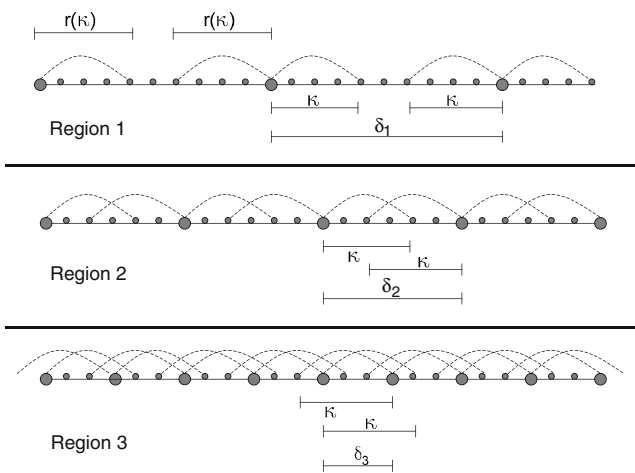 r(κ) r(κ)
κ κ
δ₁
Region 1
κ
κ
δ₂
Region 2
κ
κ
δ₃
Region 3